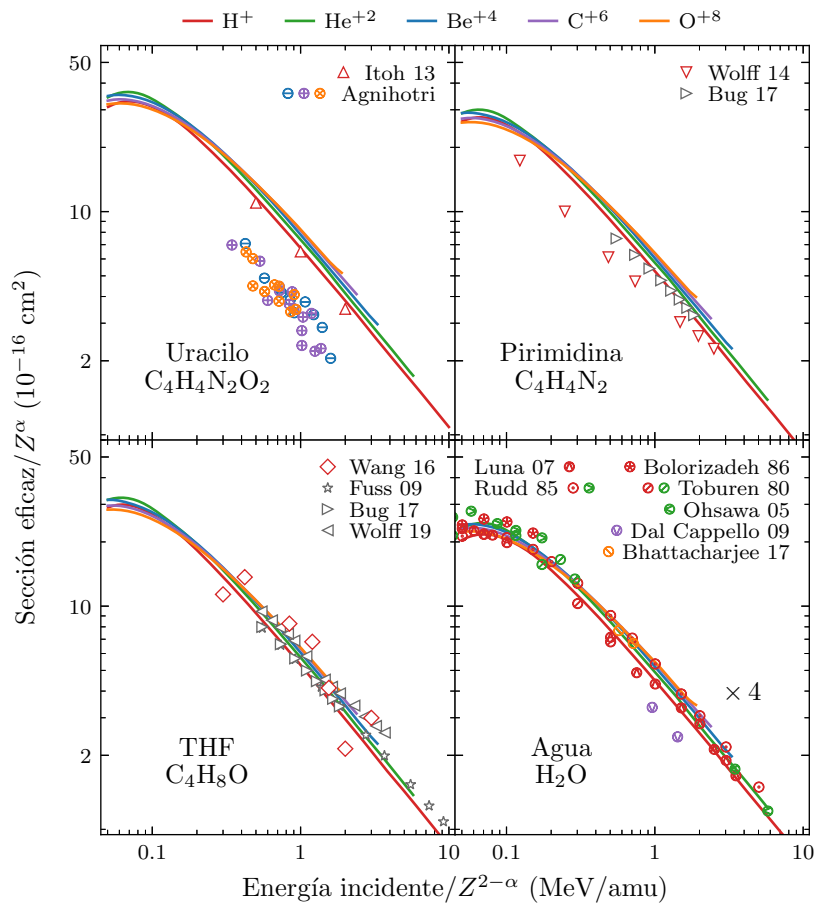 H+ He+2 Be+4 C+6 O+8
50
10
2
Itoh 13
Agnihotri
Uracilo
C4H4N2O2
Wolff 14
Bug 17
Pirimidina
C4H4N2
50
10
2
Wang 16
Fuss 09
Bug 17
Wolff 19
THF
C4H8O
Luna 07 Bolorizadeh 86
Rudd 85 Toburen 80
Ohsawa 05
Dal Cappello 09
Bhattacharjee 17
× 4
Agua
H2O
0.1 1 0.1 1 10
Sección eficaz/Zα (10−16 cm2)
Energía incidente/Z2−α (MeV/amu)